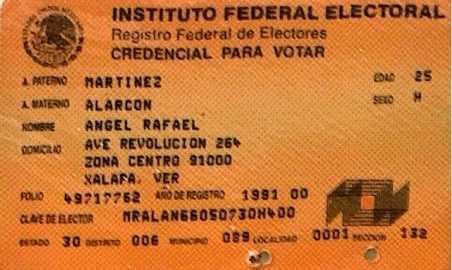 INSTITUTO FEDERAL ELECTORAL
Registro Federal de Electores
CREDENCIAL PARA VOTAR
A. PATERNO MARTINEZ EDAD 25
A. MATERNO ALARCON SEXO H
NOMBRE ANGEL RAFAEL
DOMICILIO AVE REVOLUCION 264
ZONA CENTRO 91000
XALAFA, VER
FOLIO 49717762 AÑO DE REGISTRO 1991 00
CLAVE DE ELECTOR MRALAN66050730H400
ESTADO 30 DISTRITO 006 MUNICIPIO 089 LOCALIDAD 0001 SECCION 132